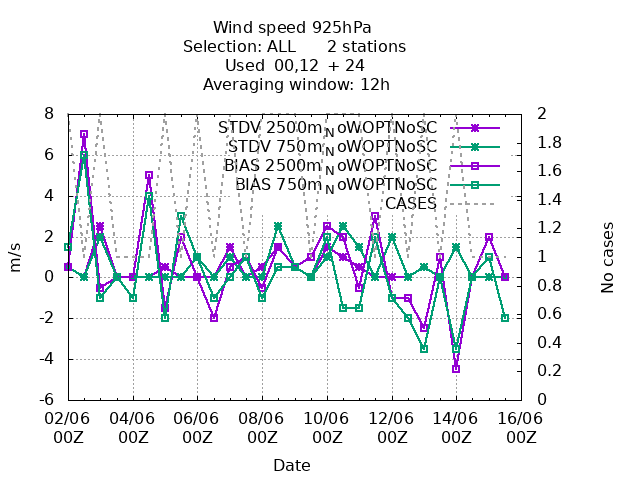 Wind speed 925hPa
Selection: ALL 2 stations
Used 00,12 + 24
Averaging window: 12h
8 2
6 1.8
4 1.6
2 1.4
0 1.2
-2 1
-4 0.8
-6 0.6
0.4
0.2
0
STDV 2500m_NoWOPTNoSC
STDV 750m_NoWOPTNoSC
BIAS 2500m_NoWOPTNoSC
BIAS 750m_NoWOPTNoSC
CASES
m/s
No cases
02/06 04/06 06/06 08/06 10/06 12/06 14/06 16/06
00Z 00Z 00Z 00Z 00Z 00Z 00Z 00Z
Date